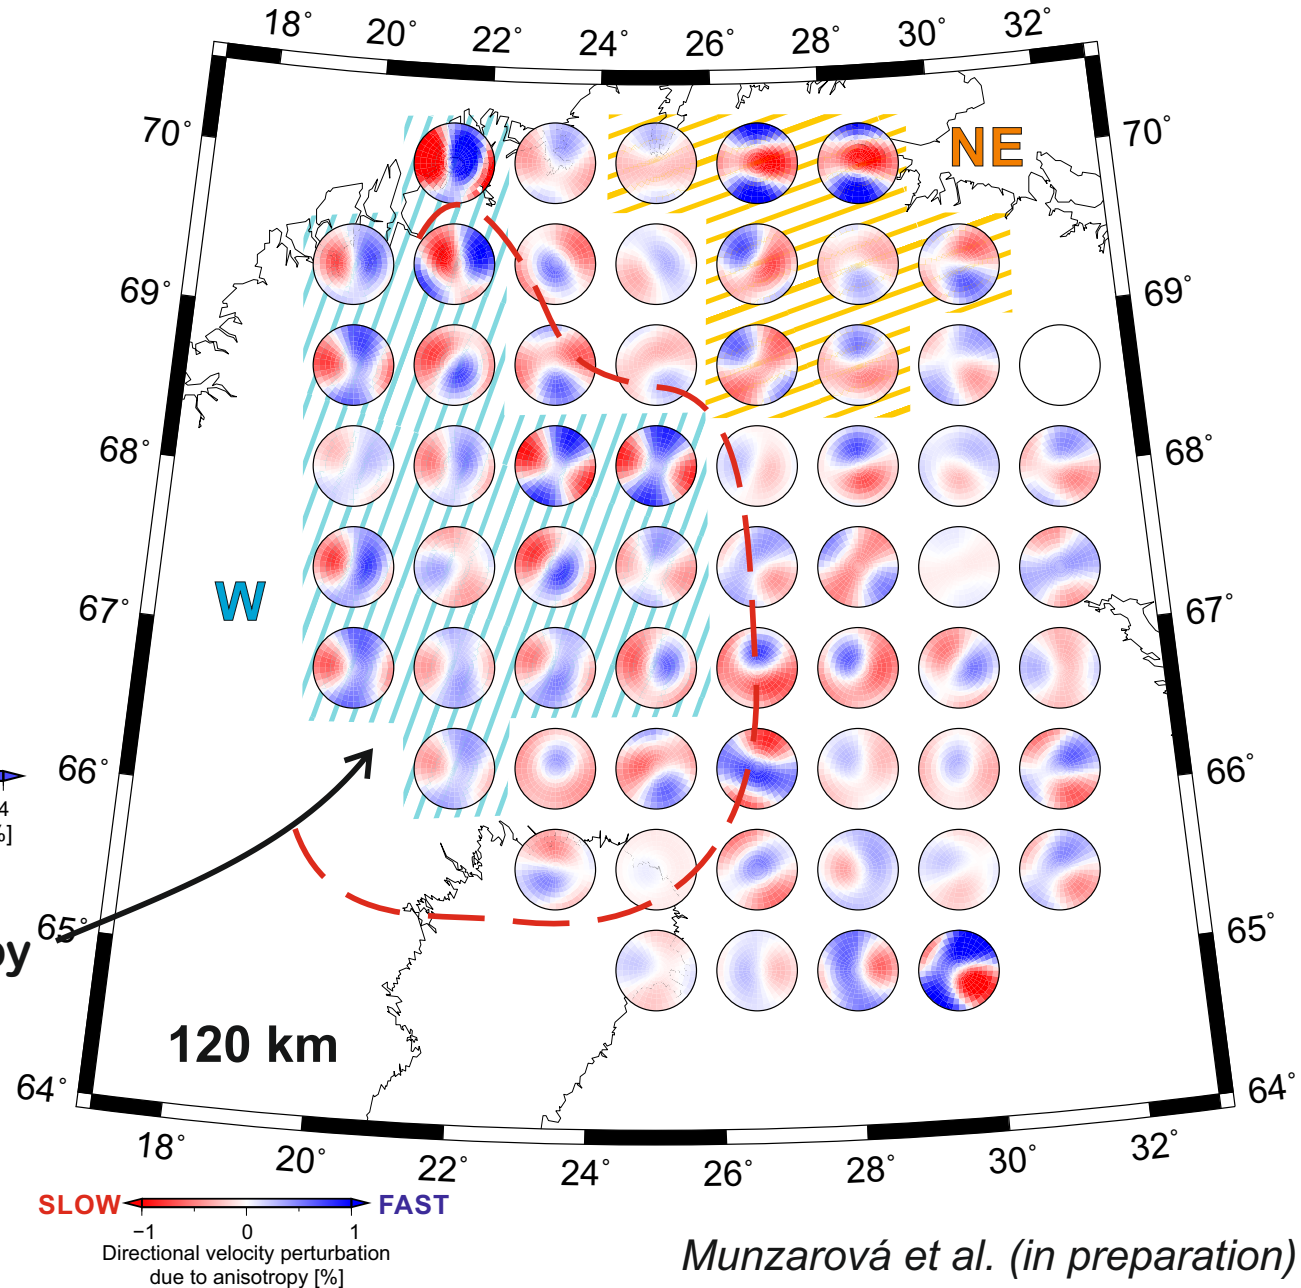 18° 20° 22° 24° 26° 28° 30° 32°
70° 70°
NE
69° 69°
68° 68°
67° 67°
W
66° 66°
4
%]
65° 65°
oy
120 km
64° 64°
18° 20° 22° 24° 26° 28° 30° 32°
SLOW FAST
−1 0 1
Directional velocity perturbation
due to anisotropy [%]
Munzarová et al. (in preparation)